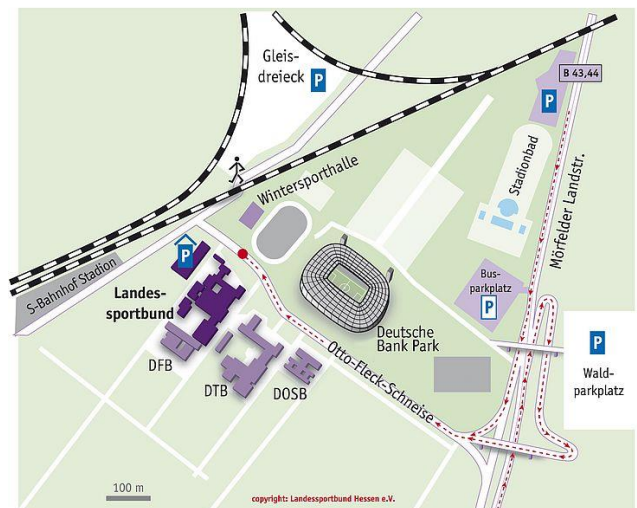 Gleis-
dreieck
P
B 43,44
P
Stadionbad
Mörfelder Landstr.
Wintersporthalle
P
S-Bahnhof Stadion
Landes-
sportbund
Bus-
parkplatz
P
P
Wald-
parkplatz
Deutsche
Bank Park
Otto-Fleck-Schneise
DFB
DTB
DOSB
100 m
copyright: Landessportbund Hessen e.V.